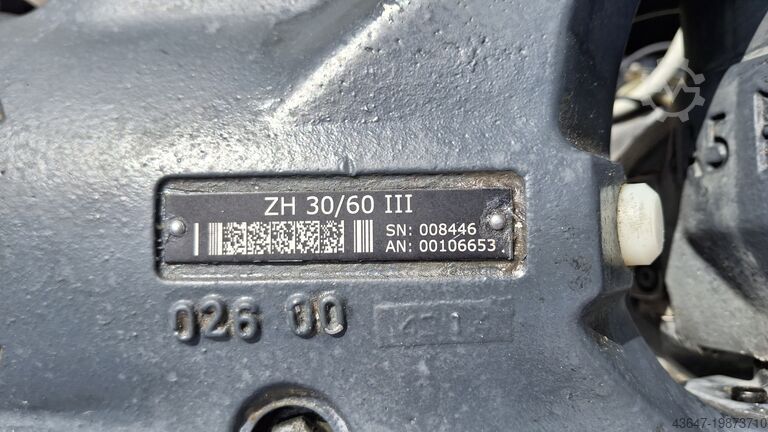 ZH 30/60 III
SN: 008446
AN: 00106653
026 00
43647-19873710